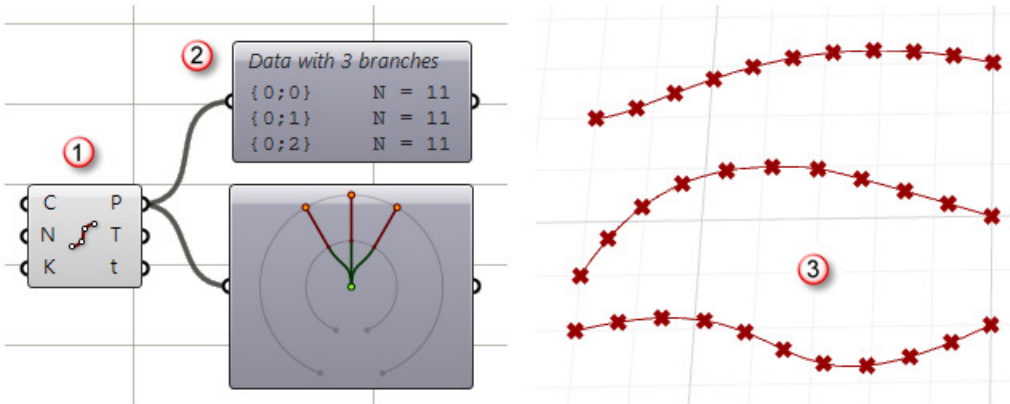 2
Data with 3 branches
{0;0} N = 11
{0;1} N = 11
{0;2} N = 11
1
C P
N T
K t
3